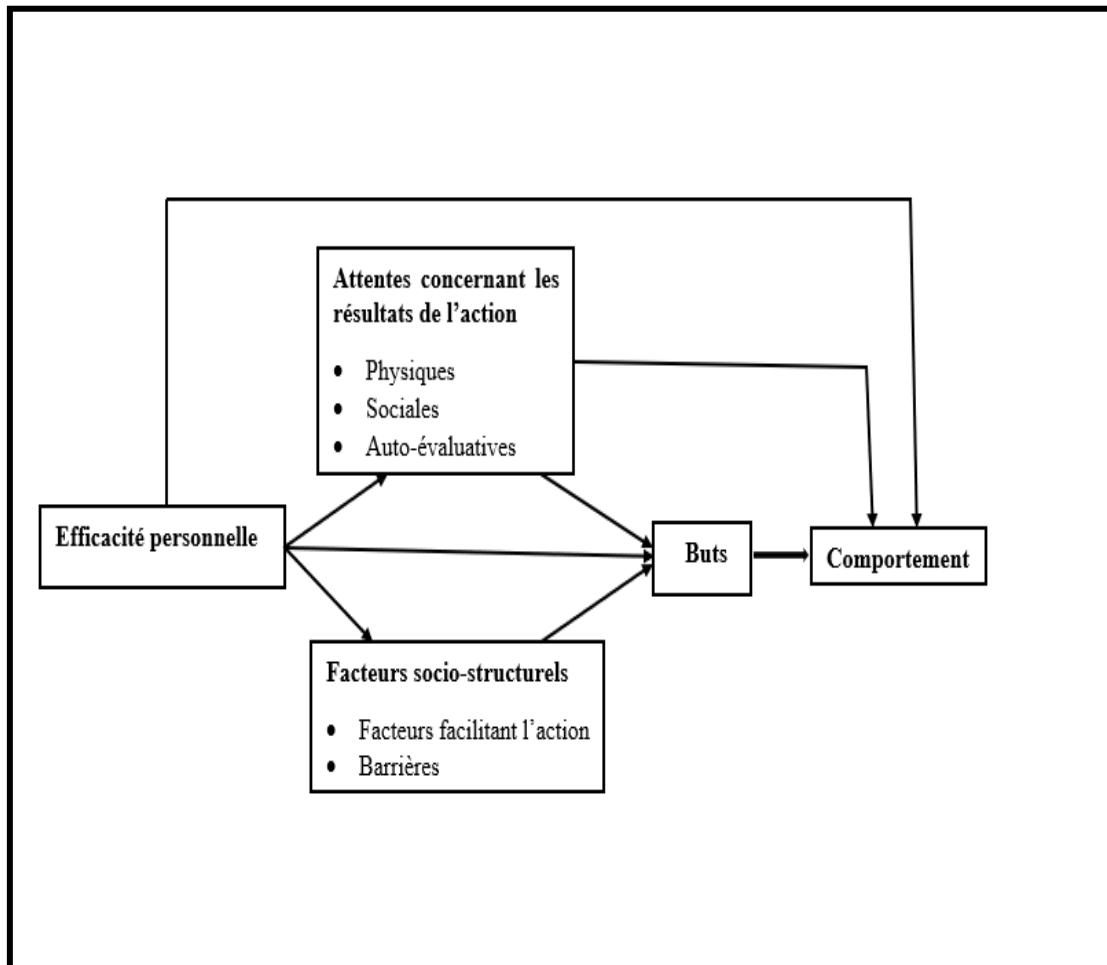 Attentes concernant les
résultats de l’action
• Physiques
• Sociales
• Auto-évaluatives
Efficacité personnelle
Buts
Comportement
Facteurs socio-structurels
• Facteurs facilitant l’action
• Barrières